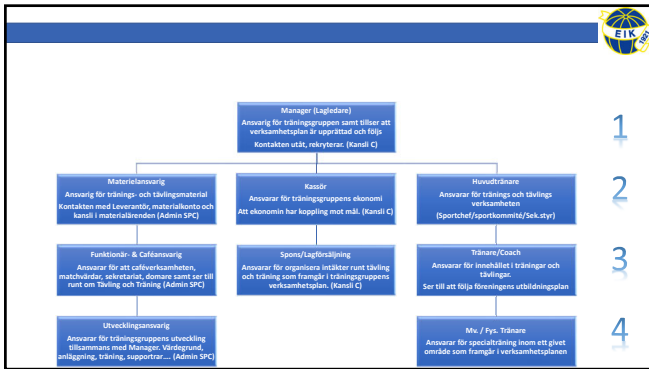 EIK
1921
Manager (Lagledare)
Ansvarig för träningsgruppen samt tillser att
verksamhetsplan är upprättad och följs
Kontakten utåt, rekryterar. (Kansli C)
1
Materielansvarig
Ansvarig för tränings- och tävlingsmaterial
Kontakten med Leverantör, materialkonto och
kansli i materialärenden (Admin SPC)
Kassör
Ansvarar för träningsgruppens ekonomi
Att ekonomin har koppling mot mål. (Kansli C)
Huvudtränare
Ansvarar för tränings och tävlings
verksamheten
(Sportchef/sportkommité/Sek.styr)
2
Funktionär- & Caféansvarig
Ansvarar för att caféverksamheten,
matchvärdar, sekretariat, domare samt ser till
runt om Tävling och Träning (Admin SPC)
Spons/Lagförsäljning
Ansvarar för organisera intäkter runt tävling
och träning som framgår i träningsgruppens
verksamhetsplan. (Kansli C)
Tränare/Coach
Ansvarar för innehållet i träningar och
tävlingar.
Ser till att följa föreningens utbildningsplan
3
Utvecklingsansvarig
Ansvarar för träningsgruppens utveckling
tillsammans med Manager. Värdegrund,
anläggning, träning, supportrar…. (Admin SPC)
Mv. / Fys. Tränare
Ansvarar för specialträning inom ett givet
område som framgår i verksamhetsplanen
4